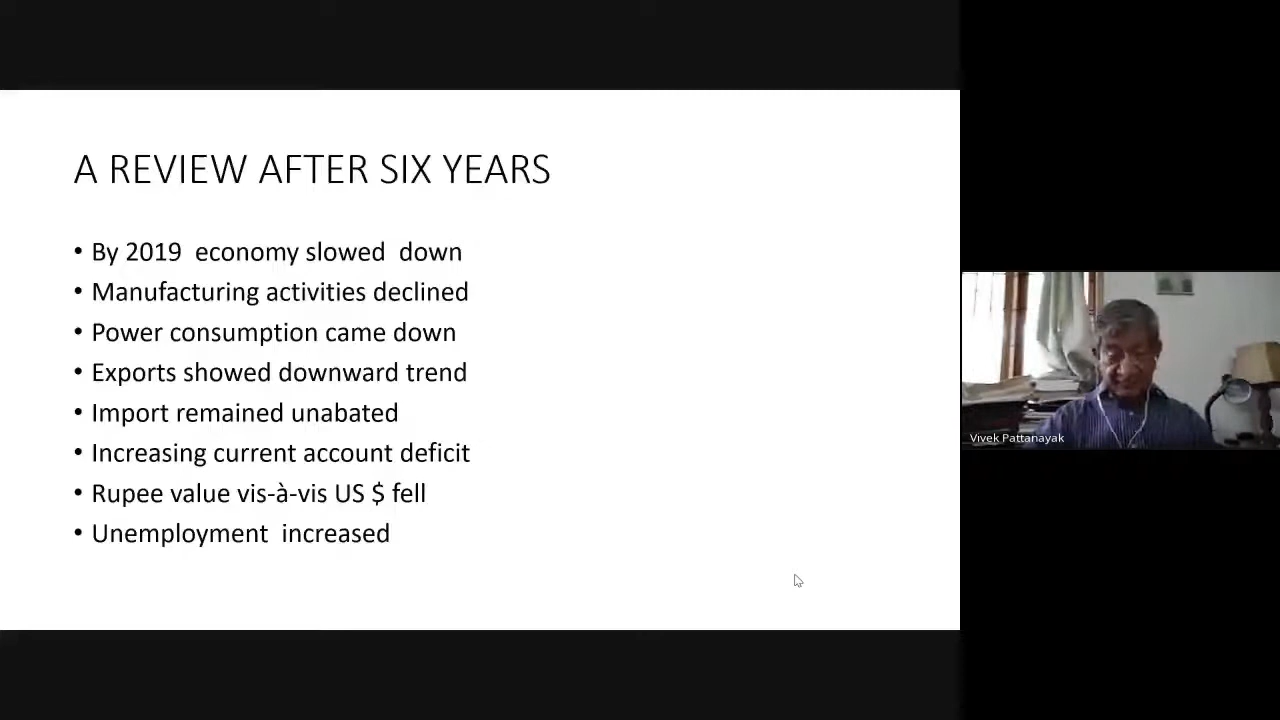 A REVIEW AFTER SIX YEARS
• By 2019  economy slowed  down
• Manufacturing activities declined
• Power consumption came down
• Exports showed downward trend
• Import remained unabated
• Increasing current account deficit
• Rupee value vis-à-vis US $ fell
• Unemployment  increased
Vivek Pattanayak